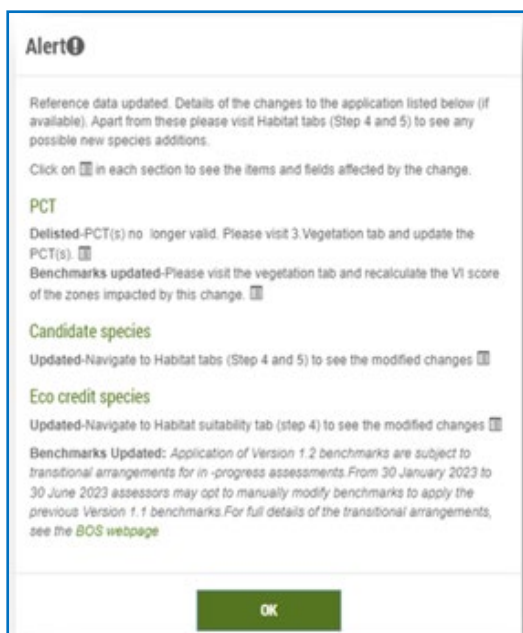 Alert
Reference data updated. Details of the changes to the application listed below (if
available). Apart from these please visit Habitat tabs (Step 4 and 5) to see any
possible new species additions.
Click on in each section to see the items and fields affected by the change.
PCT
Delisted-PCT(s) no longer valid. Please visit 3.Vegetation tab and update the
PCT(s).
Benchmarks updated-Please visit the vegetation tab and recalculate the VI score
of the zones impacted by this change.
Candidate species
Updated-Navigate to Habitat tabs (Step 4 and 5) to see the modified changes
Eco credit species
Updated-Navigate to Habitat suitability tab (step 4) to see the modified changes
Benchmarks Updated: Application of Version 1.2 benchmarks are subject to
transitional arrangements for in -progress assessments.From 30 January 2023 to
30 June 2023 assessors may opt to manually modify benchmarks to apply the
previous Version 1.1 benchmarks.For full details of the transitional arrangements,
see the BOS webpage
OK